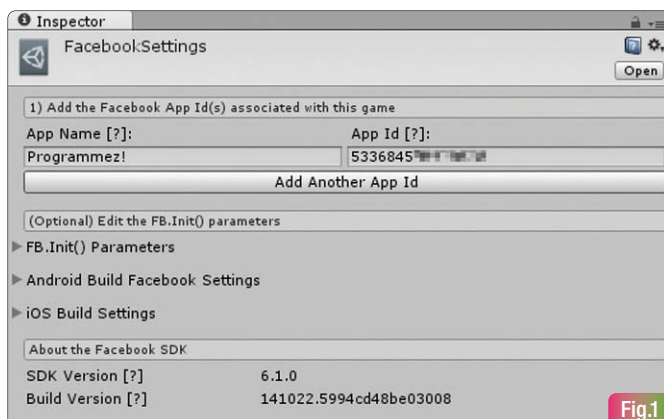 Inspector
FacebookSettings
Open
1) Add the Facebook App Id(s) associated with this game
App Name [?]: App Id [?]:
Programmez! 5336845
Add Another App Id
(Optional) Edit the FB.Init() parameters
FB.Init() Parameters
Android Build Facebook Settings
iOS Build Settings
About the Facebook SDK
SDK Version [?] 6.1.0
Build Version [?] 141022.5994cd48be03008
Fig.1